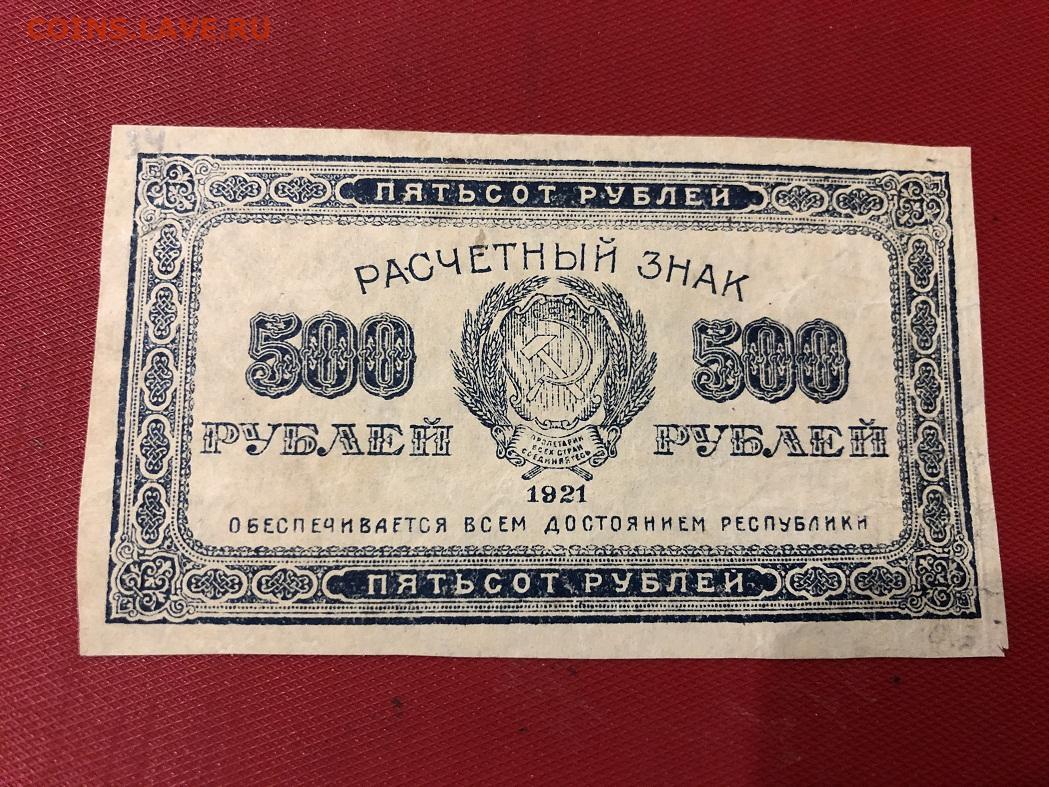 COINS.LAVE.RU
ПЯТЬСОТ РУБЛЕЙ
РАСЧЕТНЫЙ ЗНАК
500 500
РУБЛЕЙ РУБЛЕЙ
ПРОЛЕТАРИИ
ВСЕХ СТРАН
СОЕДИНЯЙТЕСЬ
1921
ОБЕСПЕЧИВАЕТСЯ ВСЕМ ДОСТОЯНИЕМ РЕСПУБЛИКИ
ПЯТЬСОТ РУБЛЕЙ